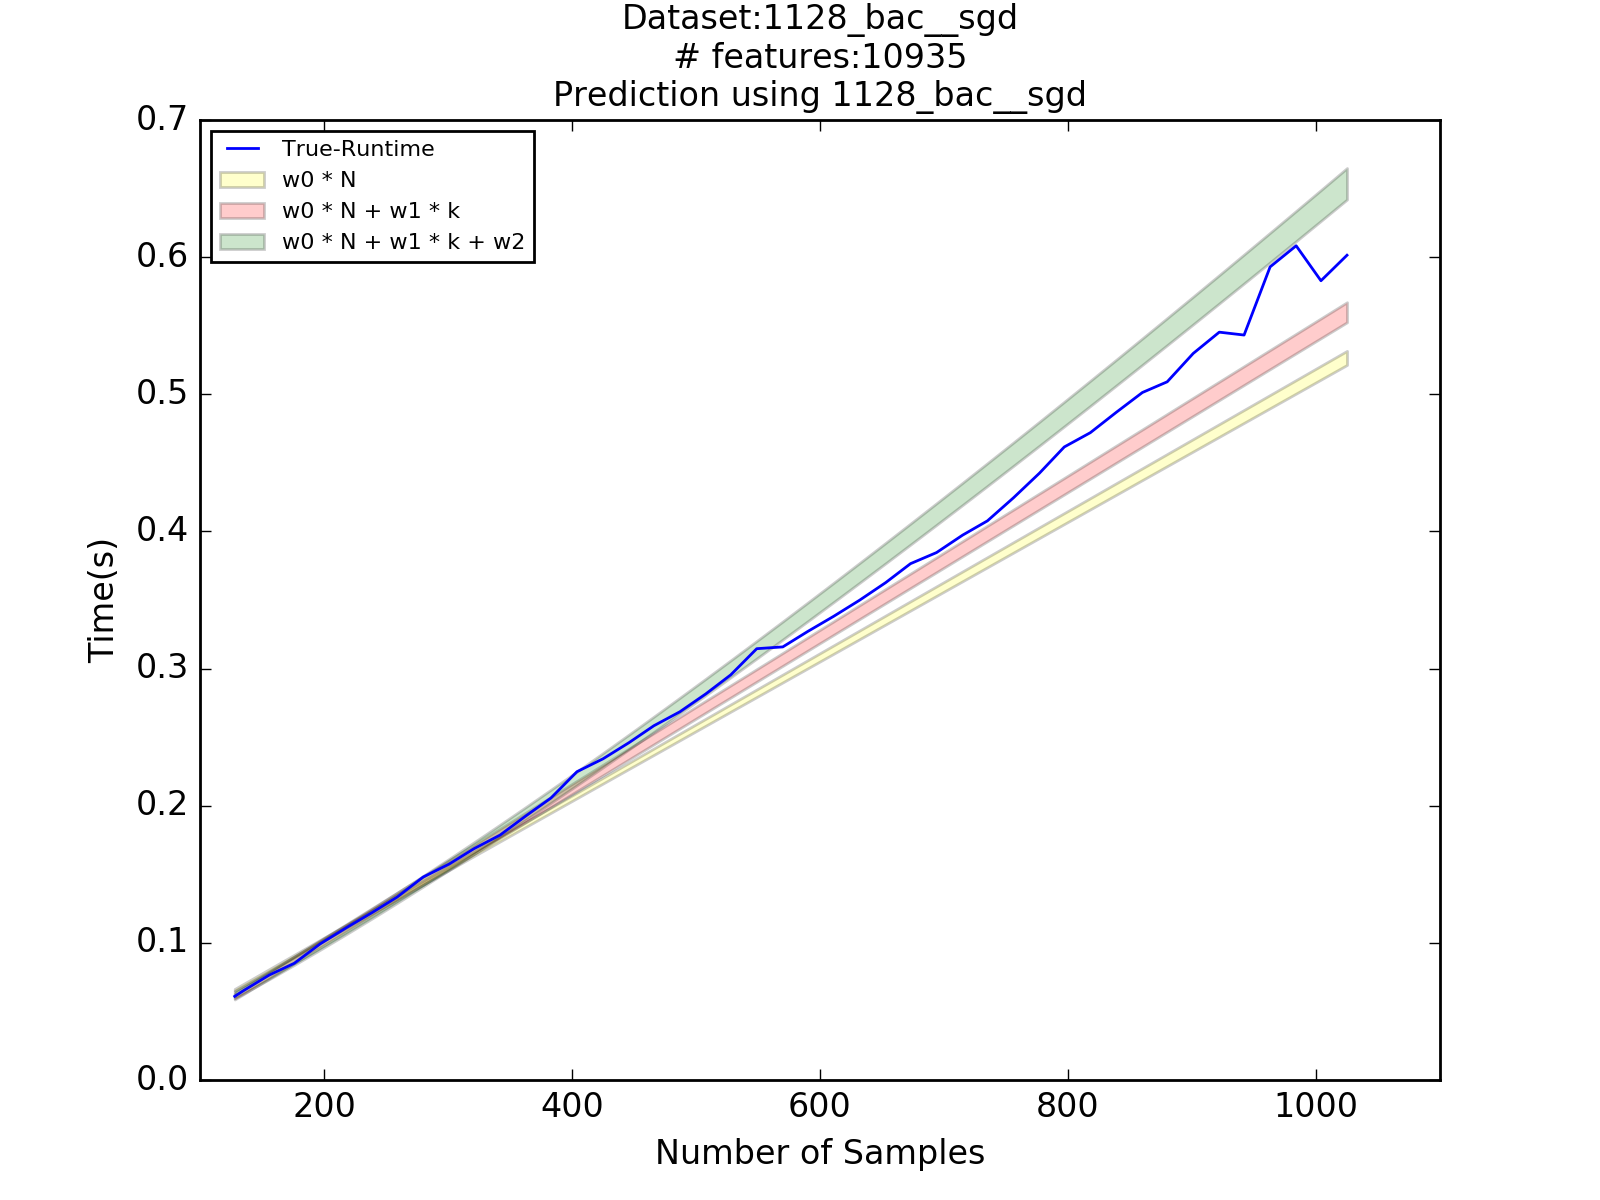 Dataset:1128_bac__sgd
# features:10935
Prediction using 1128_bac__sgd
True-Runtime
w0 * N
w0 * N + w1 * k
w0 * N + w1 * k + w2
0.7
0.6
0.5
0.4
0.3
0.2
0.1
0.0
Time(s)
200 400 600 800 1000
Number of Samples